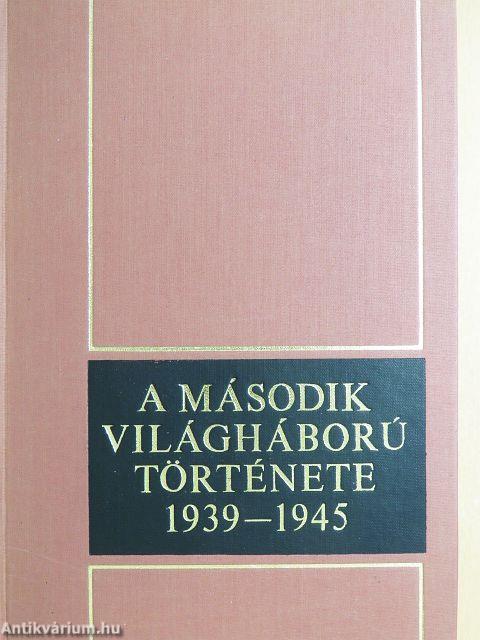 A MÁSODIK
VILÁGHÁBORÚ
TÖRTÉNETE
1939—1945
Antikvárium.hu